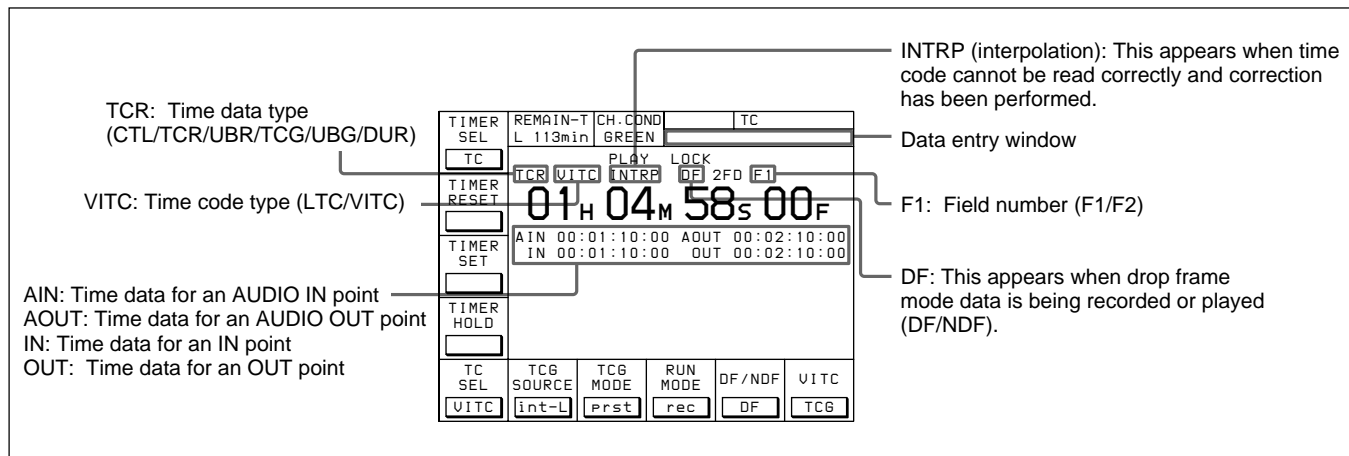 INTRP (interpolation): This appears when time
code cannot be read correctly and correction
has been performed.
TCR: Time data type
(CTL/TCR/UBR/TCG/UBG/DUR)
Data entry window
VITC: Time code type (LTC/VITC)
F1: Field number (F1/F2)
DF: This appears when drop frame
mode data is being recorded or played
(DF/NDF).
AIN: Time data for an AUDIO IN point
AOUT: Time data for an AUDIO OUT point
IN: Time data for an IN point
OUT: Time data for an OUT point
TIMER
SEL
TC
REMAIN-T
L 113min
CH.COND
GREEN
TC
PLAY LOCK
TCR VITC INTRP DF 2FD F1
01H 04M 58S 00F
TIMER
RESET
AIN 00:01:10:00 AOUT 00:02:10:00
IN 00:01:10:00 OUT 00:02:10:00
TIMER
SET
TIMER
HOLD
TC
SEL
VITC
TCG
SOURCE
int-L
TCG
MODE
prst
RUN
MODE
rec
DF/NDF
DF
VITC
TCG